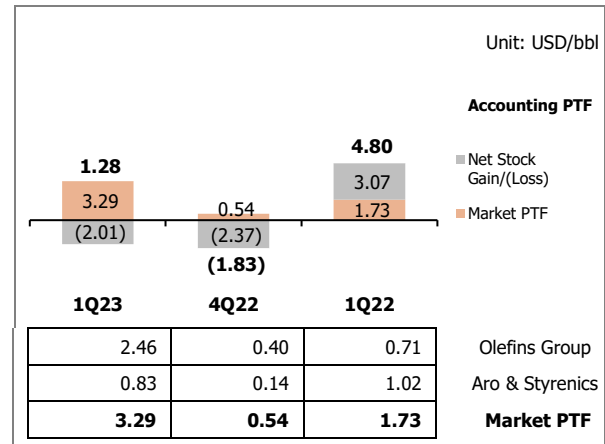 Unit: USD/bbl
Accounting PTF
1.28
4.80
Net Stock
Gain/(Loss)
3.29
0.54
3.07
1.73
Market PTF
(2.01)
(2.37)
(1.83)
1Q23 4Q22 1Q22
2.46 0.40 0.71 Olefins Group
0.83 0.14 1.02 Aro & Styrenics
3.29 0.54 1.73 Market PTF